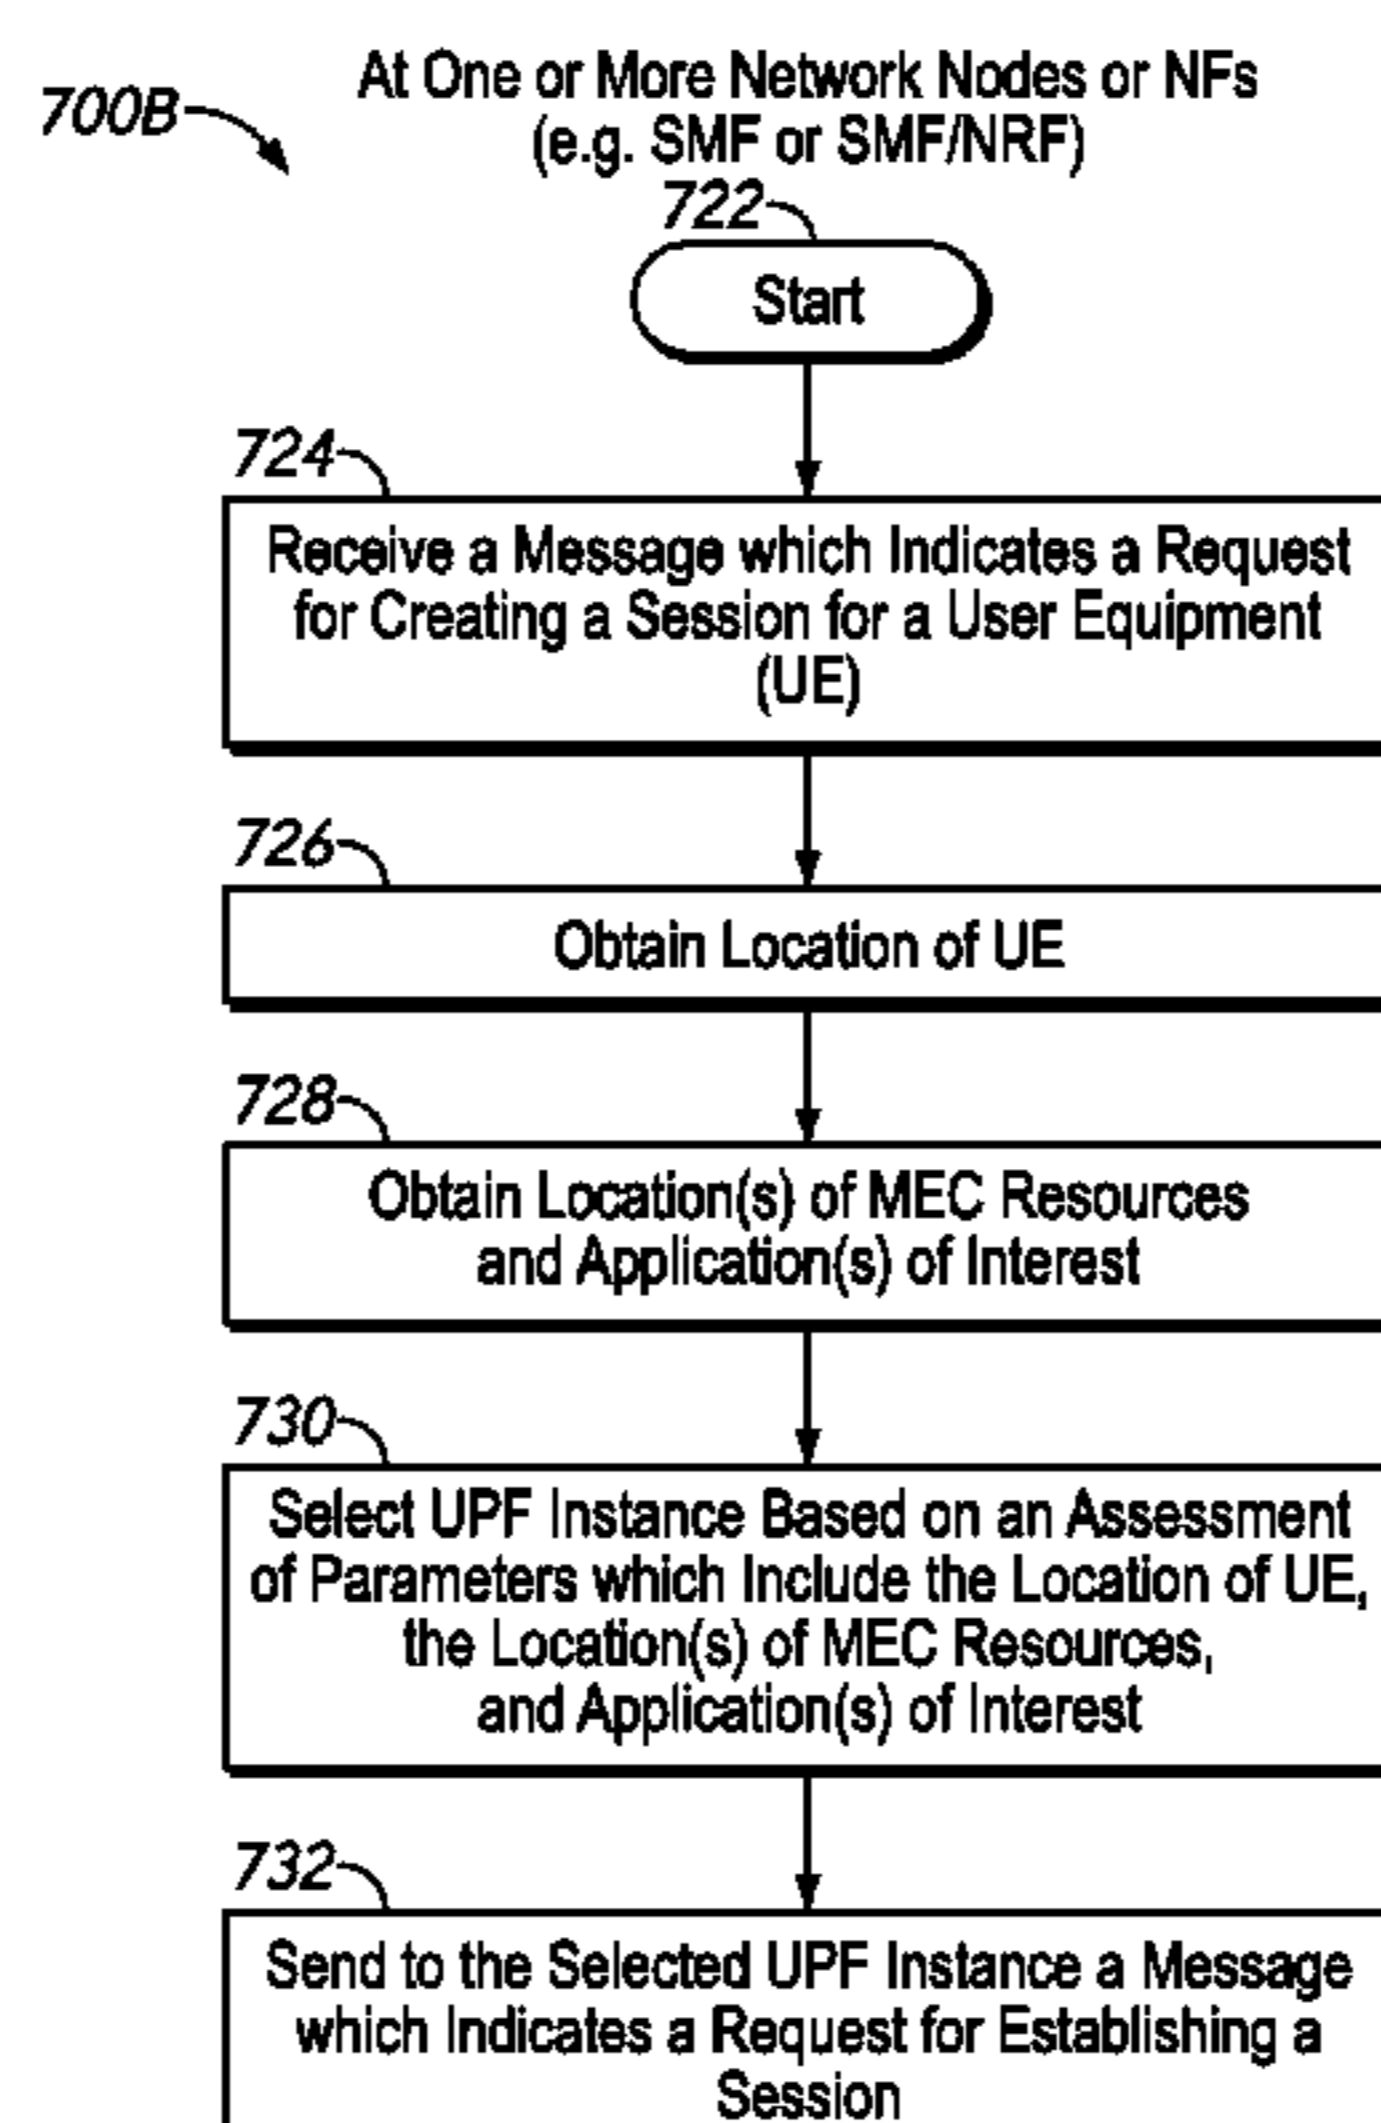 At One or More Network Nodes or NFs
700B
(e.g. SMF or SMF/NRF)
722
Start
724
Receive a Message which Indicates a Request
for Creating a Session for a User Equipment
(UE)
726
Obtain Location of UE
728
Obtain Location(s) of MEC Resources
and Application(s) of Interest
730
Select UPF Instance Based on an Assessment
of Parameters which Include the Location of UE,
the Location(s) of MEC Resources,
and Application(s) of Interest
732
Send to the Selected UPF Instance a Message
which Indicates a Request for Establishing a
Session